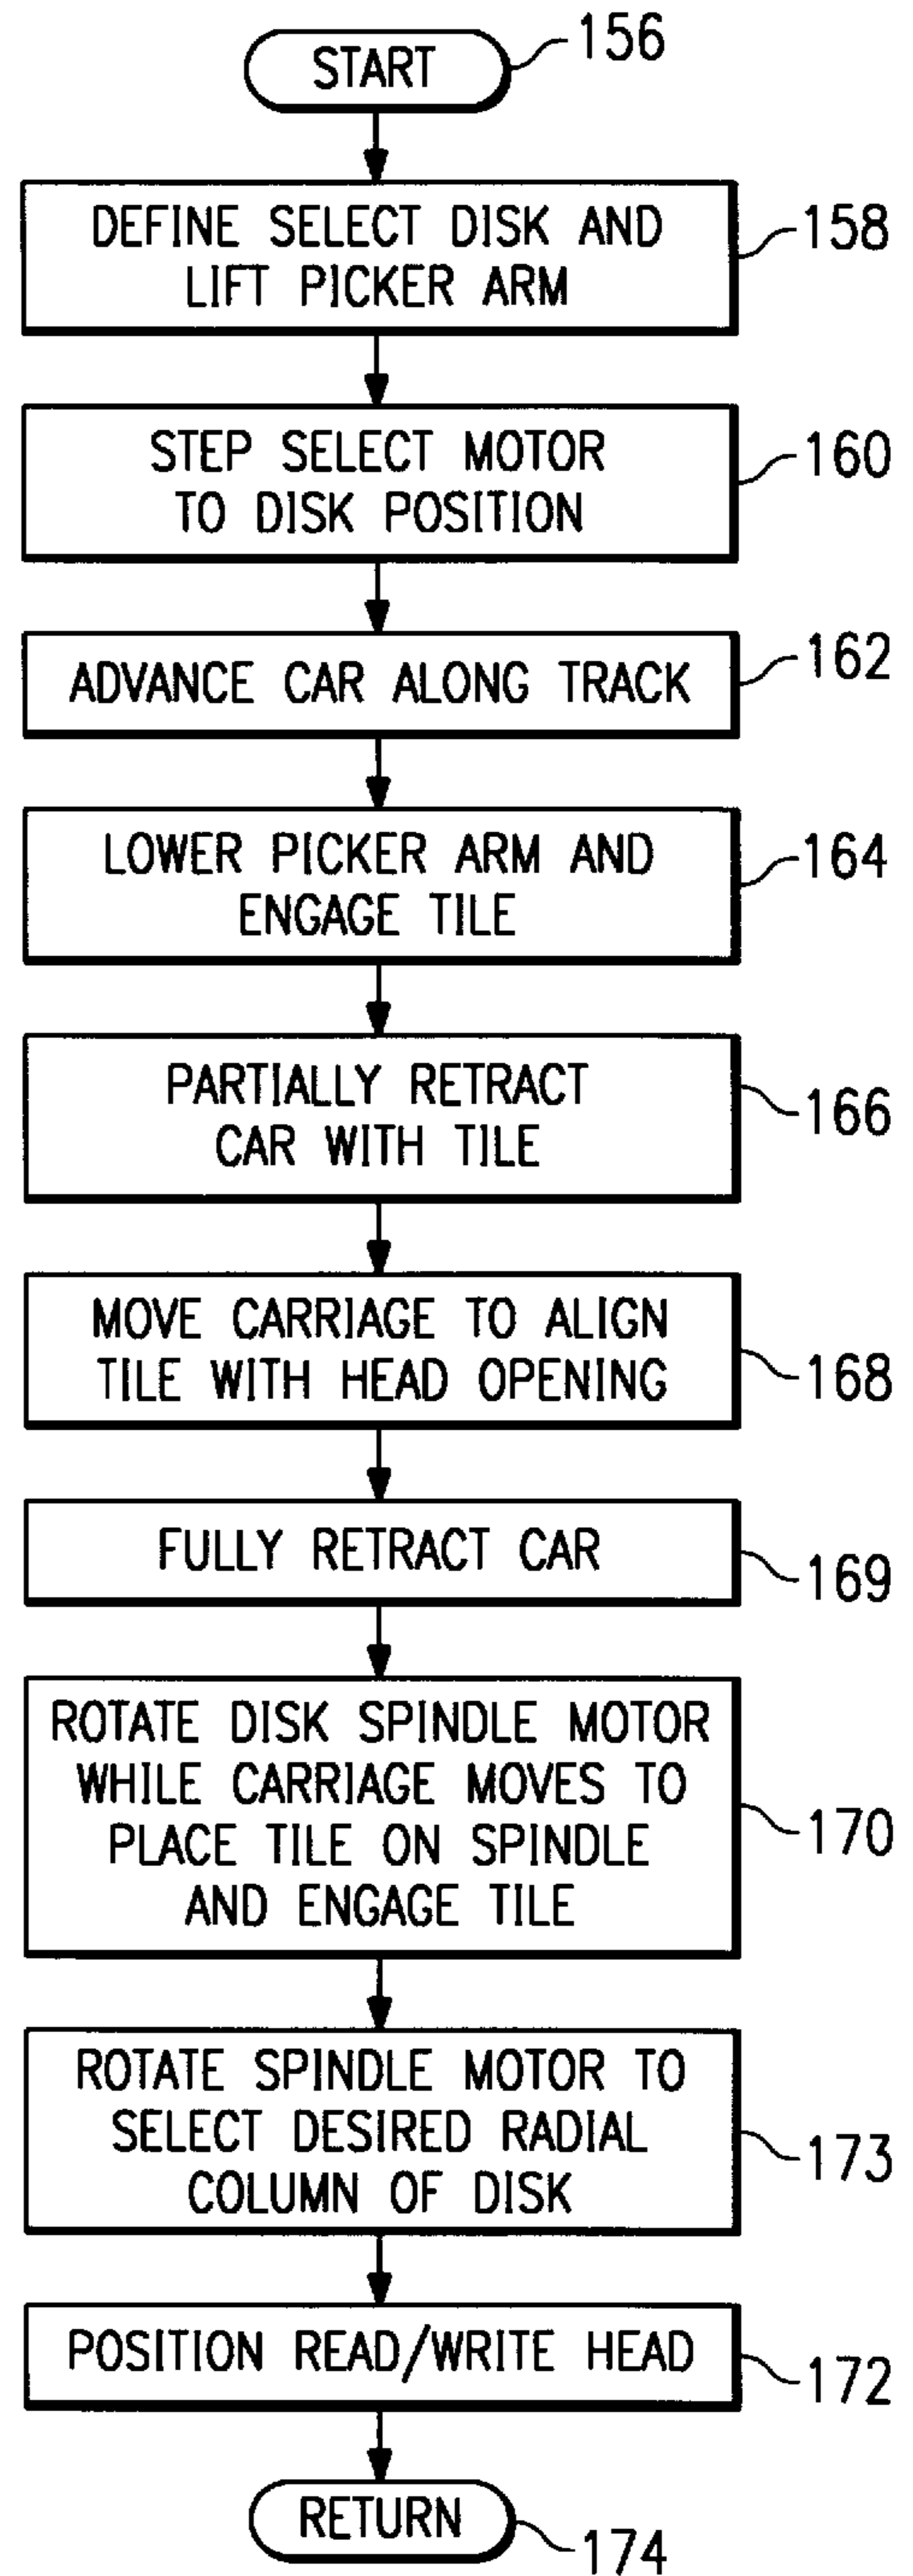 START
156
DEFINE SELECT DISK AND
LIFT PICKER ARM
158
STEP SELECT MOTOR
TO DISK POSITION
160
ADVANCE CAR ALONG TRACK
162
LOWER PICKER ARM AND
ENGAGE TILE
164
PARTIALLY RETRACT
CAR WITH TILE
166
MOVE CARRIAGE TO ALIGN
TILE WITH HEAD OPENING
168
FULLY RETRACT CAR
169
ROTATE DISK SPINDLE MOTOR
WHILE CARRIAGE MOVES TO
PLACE TILE ON SPINDLE
AND ENGAGE TILE
170
ROTATE SPINDLE MOTOR TO
SELECT DESIRED RADIAL
COLUMN OF DISK
173
POSITION READ/WRITE HEAD
172
RETURN
174